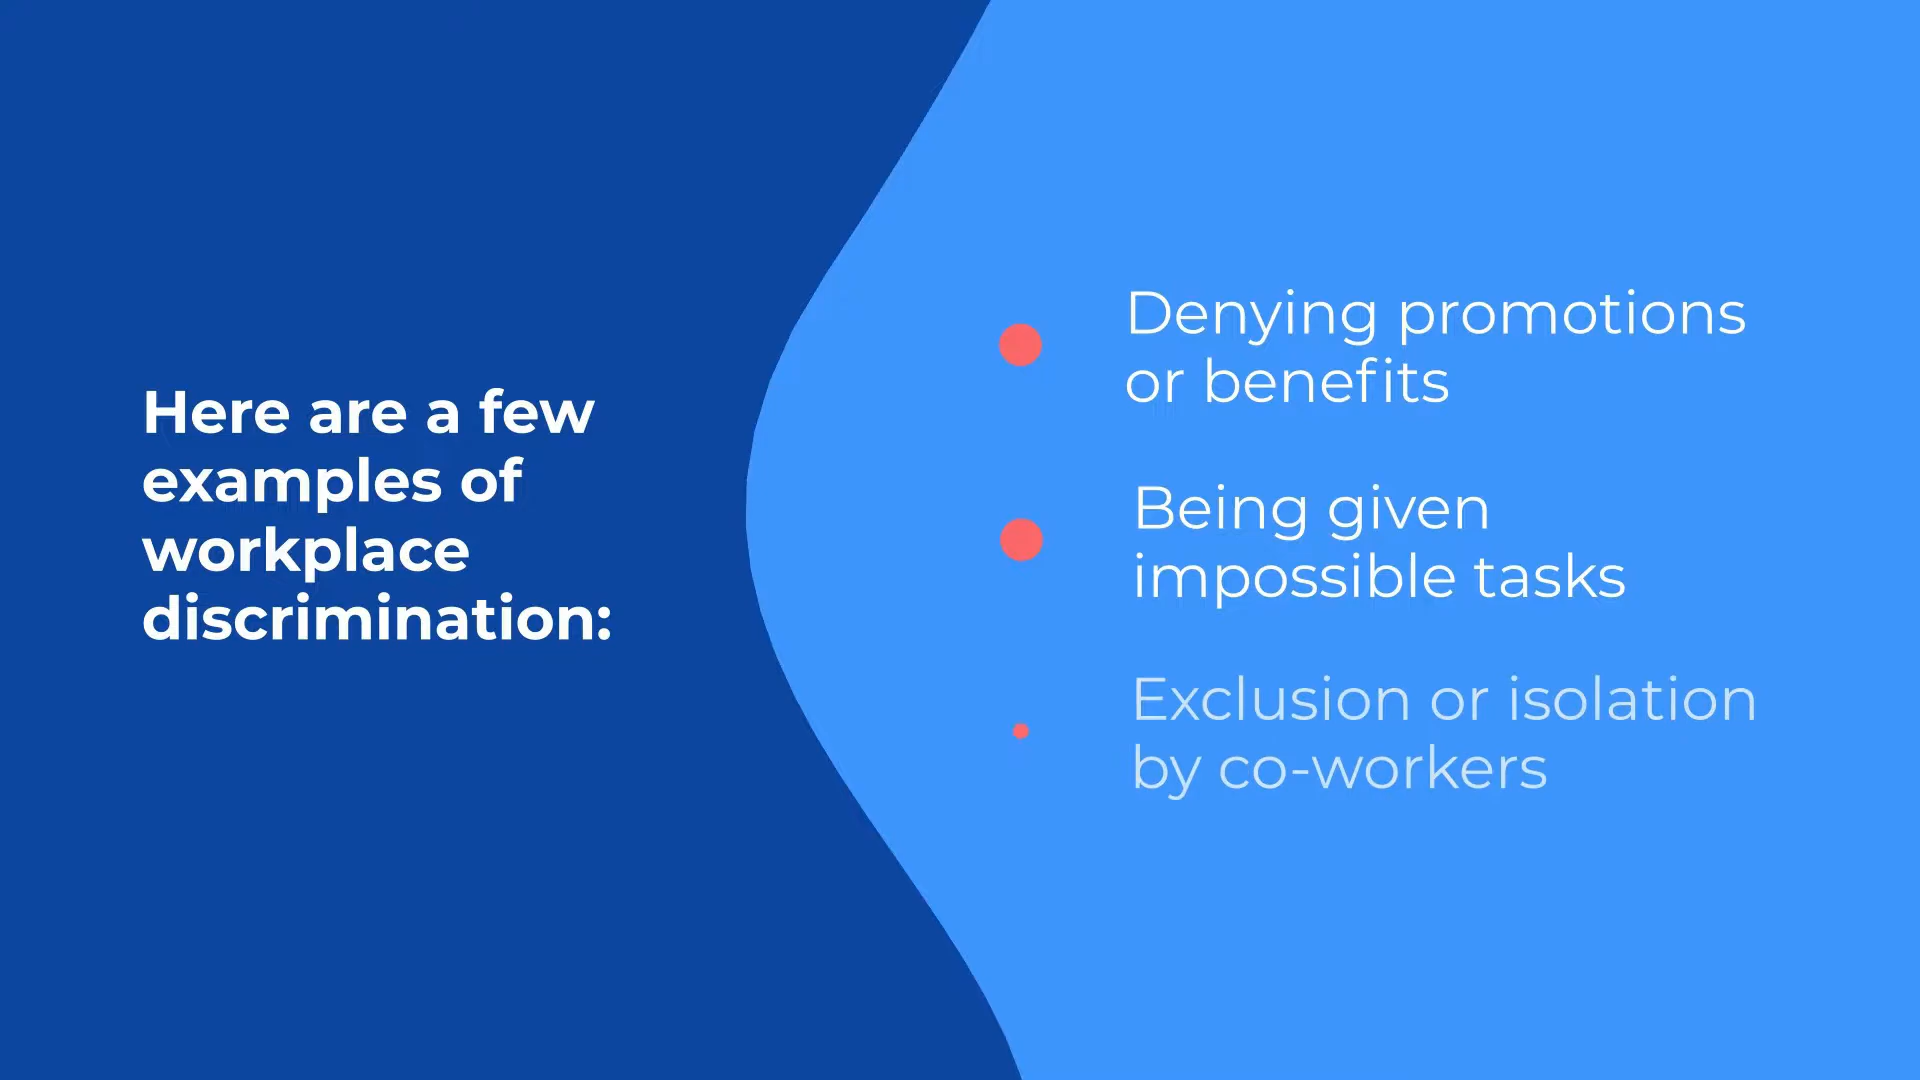 Here are a few
examples of
workplace
discrimination:
Denying promotions
or benefits
Being given
impossible tasks
Exclusion or isolation
by co-workers